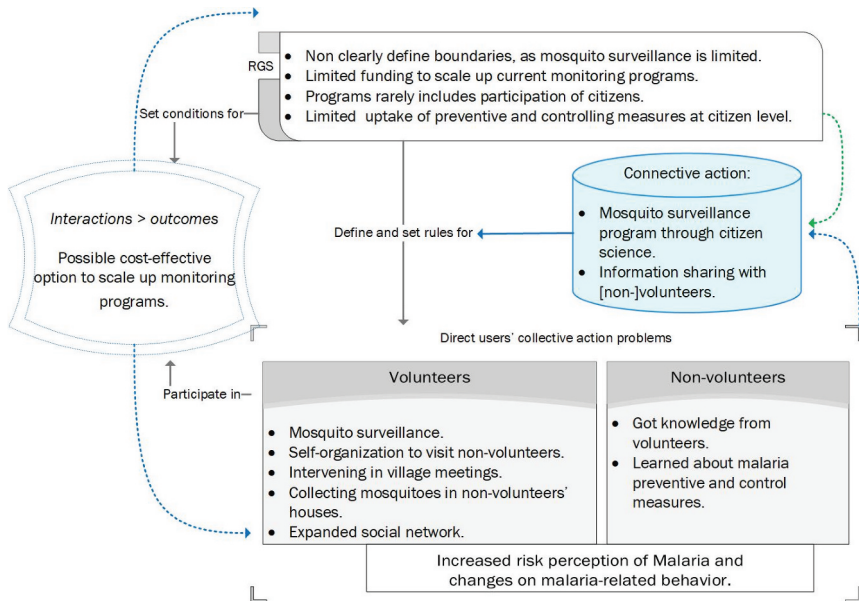 RGS
• Non clearly define boundaries, as mosquito surveillance is limited.
• Limited funding to scale up current monitoring programs.
• Programs rarely includes participation of citizens.
• Limited uptake of preventive and controlling measures at citizen level.
Set conditions for
Interactions > outcomes
Possible cost-effective
option to scale up monitoring
programs.
Define and set rules for
Connective action:
• Mosquito surveillance
program through citizen
science.
• Information sharing with
[non-]volunteers.
Direct users' collective action problems
Participate in
Volunteers
• Mosquito surveillance.
• Self-organization to visit non-volunteers.
• Intervening in village meetings.
• Collecting mosquitoes in non-volunteers'
houses.
• Expanded social network.
Non-volunteers
• Got knowledge from
volunteers.
• Learned about malaria
preventive and control
measures.
Increased risk perception of Malaria and
changes on malaria-related behavior.